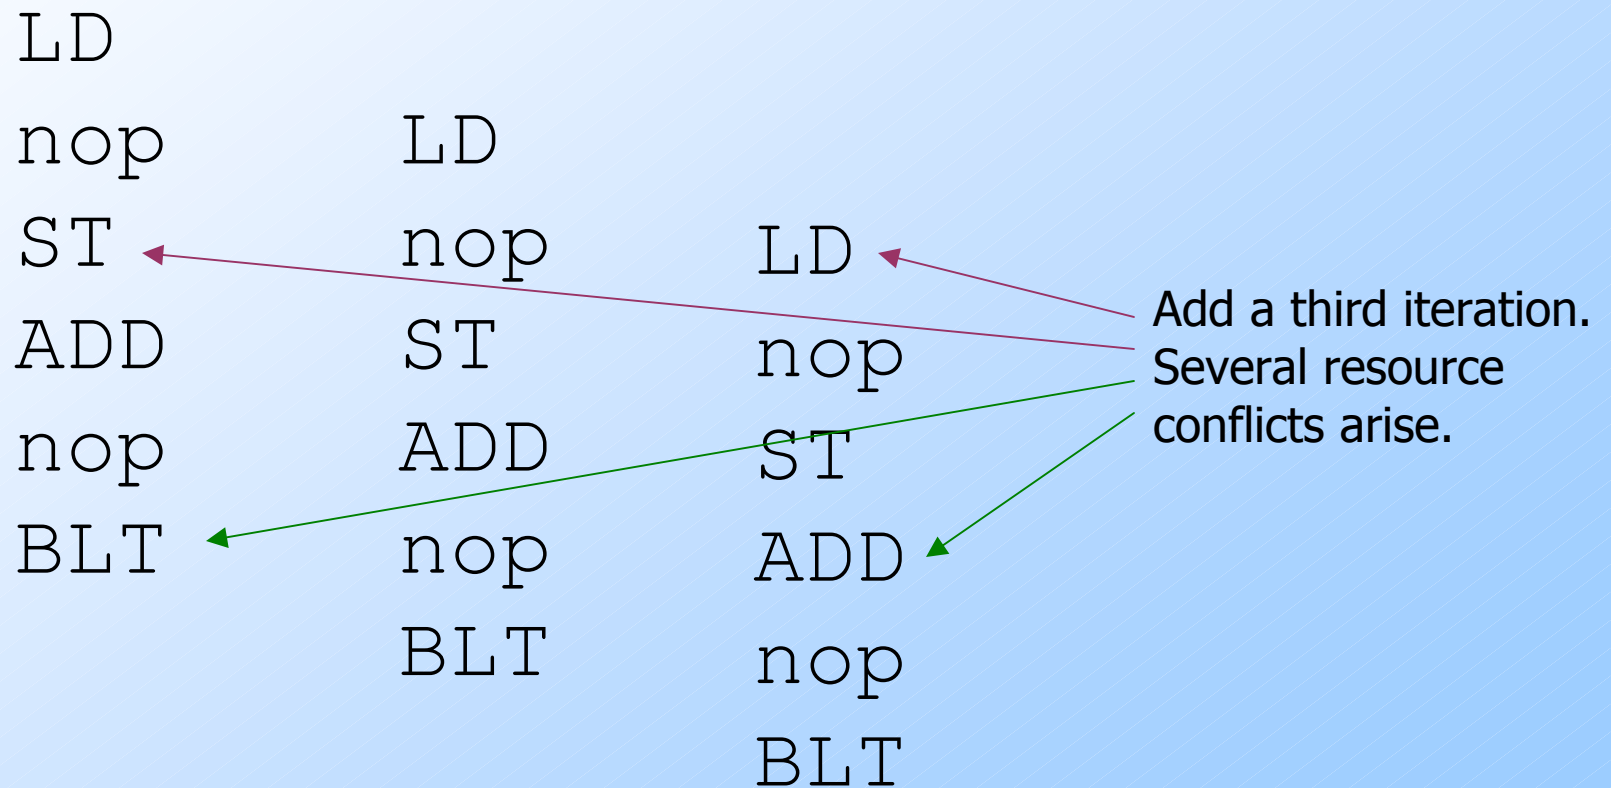 LD
nop
ST
ADD
nop
BLT
LD
nop
ST
ADD
nop
BLT
LD
nop
ST
ADD
nop
BLT
Add a third iteration.
Several resource
conflicts arise.